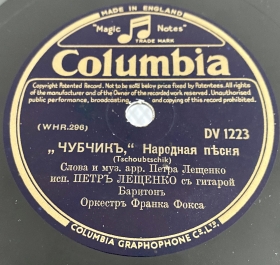 MADE IN ENGLAND
"Magic Notes"
TRADE MARK
Columbia
Copyright Patented Record. Not to be sold below price fixed by Patentees. All rights
of the manufacturer and of the Owner of the recorded work reserved. Unauthorised
public performance, broadcasting and copying of this record prohibited.
(WHR.296) DV 1223
„ЧУБЧИКЪ," Народная пѣсня
(Tschoubtschik)
Слова и муз. арр. Петра Лещенко
исп. ПЕТРЪ ЛЕЩЕНКО съ гитарой
Баритонъ
Оркестръ Франка Фокса
COLUMBIA GRAPHOPHONE Co. Ltd.